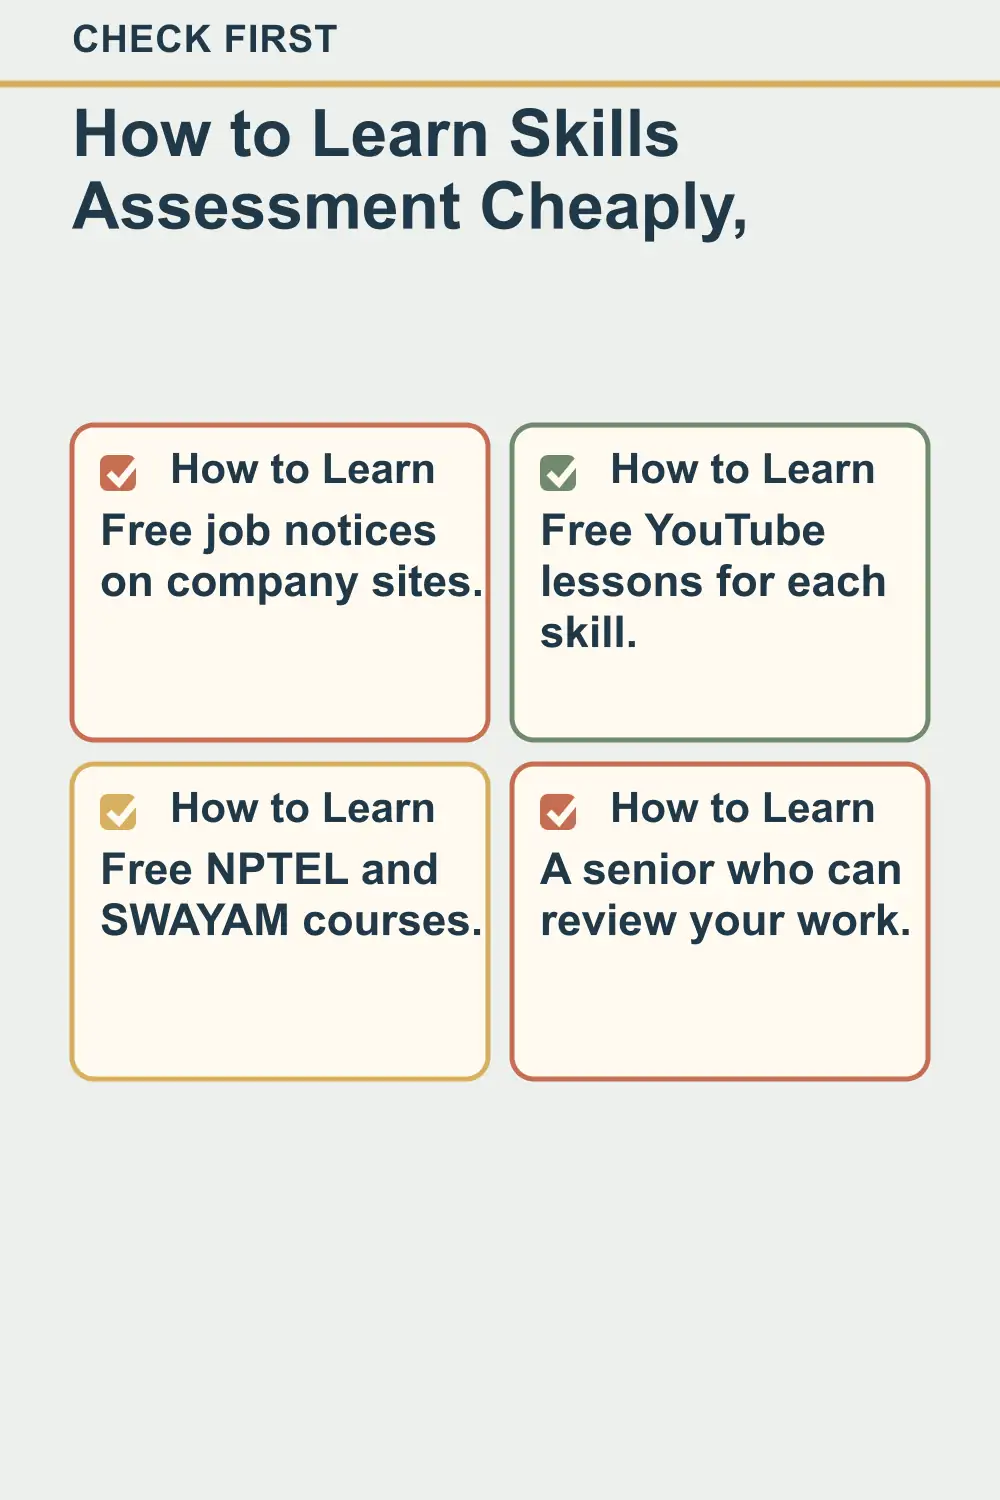 CHECK FIRST
How to Learn Skills
Assessment Cheaply,
How to Learn
Free job notices
on company sites.
How to Learn
Free YouTube
lessons for each
skill.
How to Learn
Free NPTEL and
SWAYAM courses.
How to Learn
A senior who can
review your work.